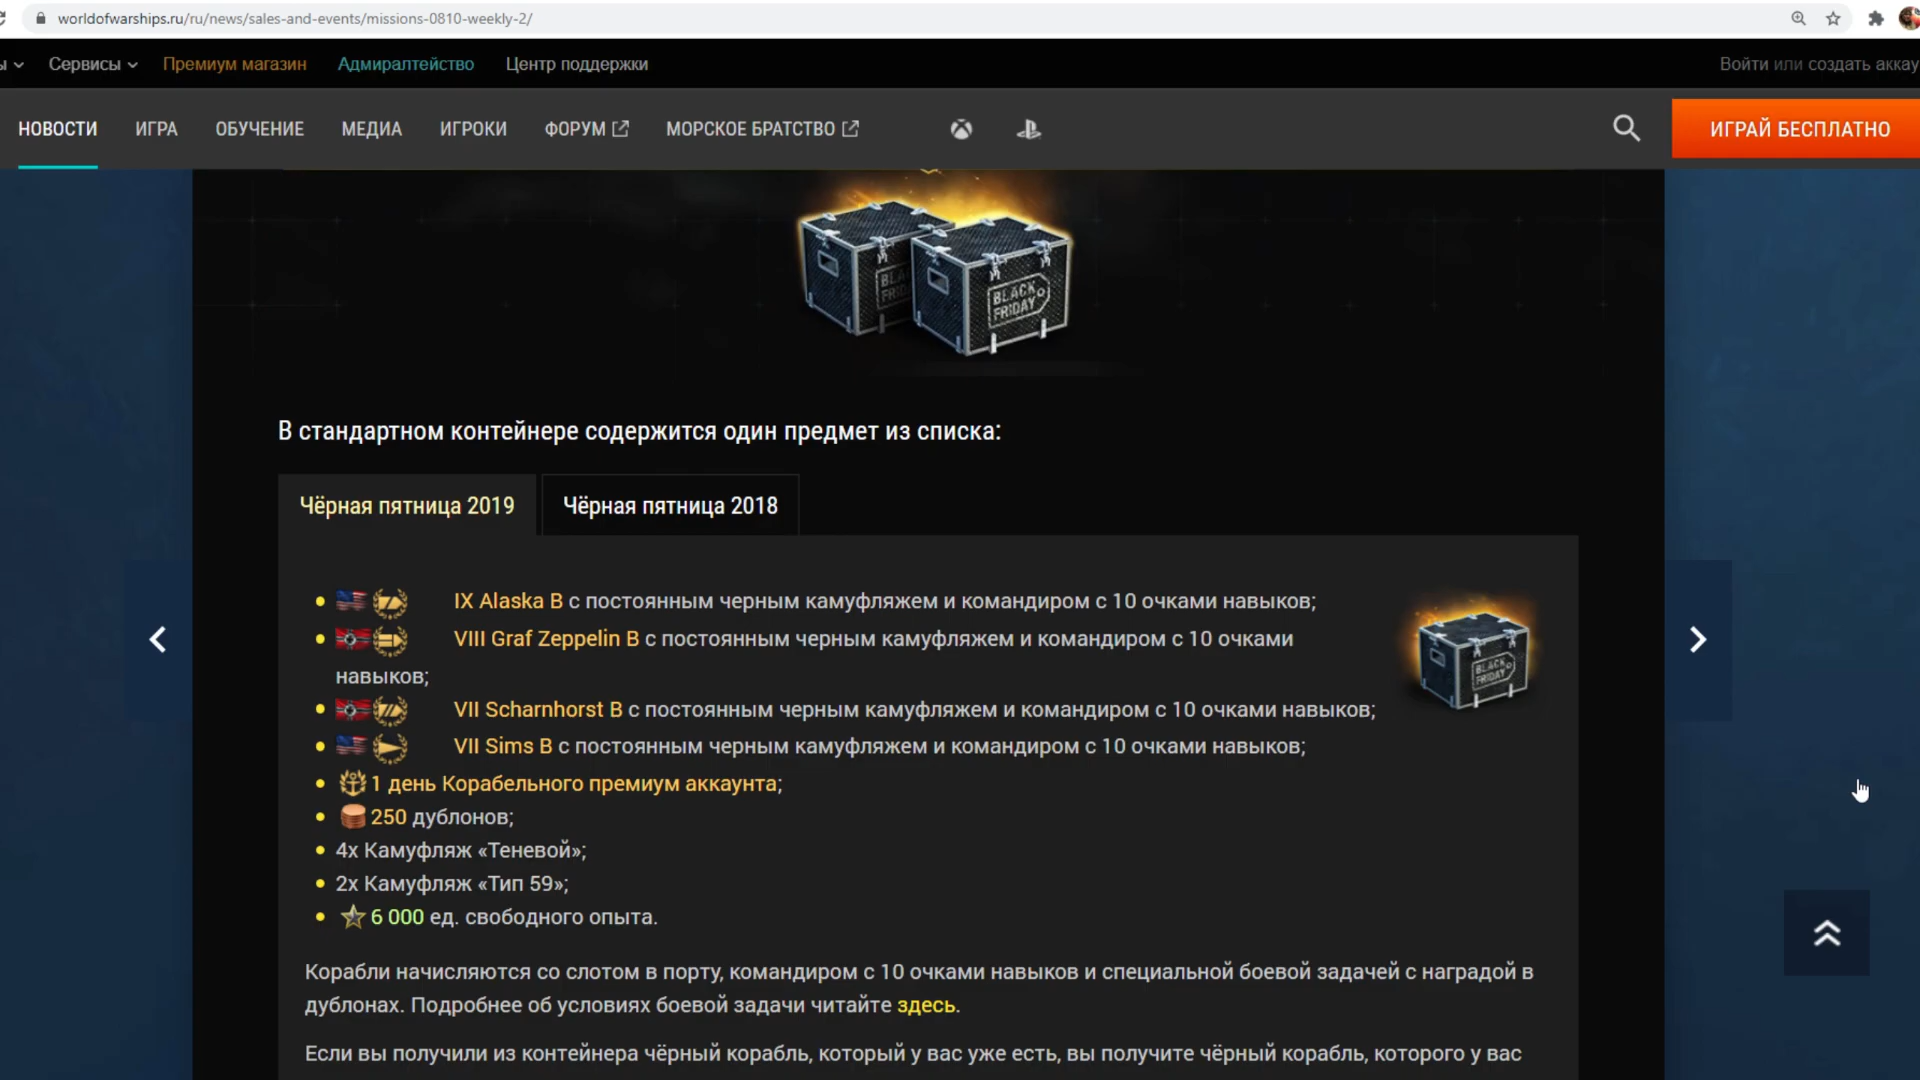 worldofwarships.ru/ru/news/sales-and-events/missions-0810-weekly-2/
ы Сервисы Премиум магазин Адмиралтейство Центр поддержки Войти или создать аккау
НОВОСТИ ИГРА ОБУЧЕНИЕ МЕДИА ИГРОКИ ФОРУМ МОРСКОЕ БРАТСТВО ИГРАЙ БЕСПЛАТНО
BLACK FRIDAY
В стандартном контейнере содержится один предмет из списка:
Чёрная пятница 2019 Чёрная пятница 2018
IX Alaska B с постоянным черным камуфляжем и командиром с 10 очками навыков;
VIII Graf Zeppelin B с постоянным черным камуфляжем и командиром с 10 очками
навыков;
BLACK FRIDAY
VII Scharnhorst B с постоянным черным камуфляжем и командиром с 10 очками навыков;
VII Sims B с постоянным черным камуфляжем и командиром с 10 очками навыков;
1 день Корабельного премиум аккаунта;
250 дублонов;
4x Камуфляж «Теневой»;
2x Камуфляж «Тип 59»;
6 000 ед. свободного опыта.
Корабли начисляются со слотом в порту, командиром с 10 очками навыков и специальной боевой задачей с наградой в
дублонах. Подробнее об условиях боевой задачи читайте здесь.
Если вы получили из контейнера чёрный корабль, который у вас уже есть, вы получите чёрный корабль, которого у вас